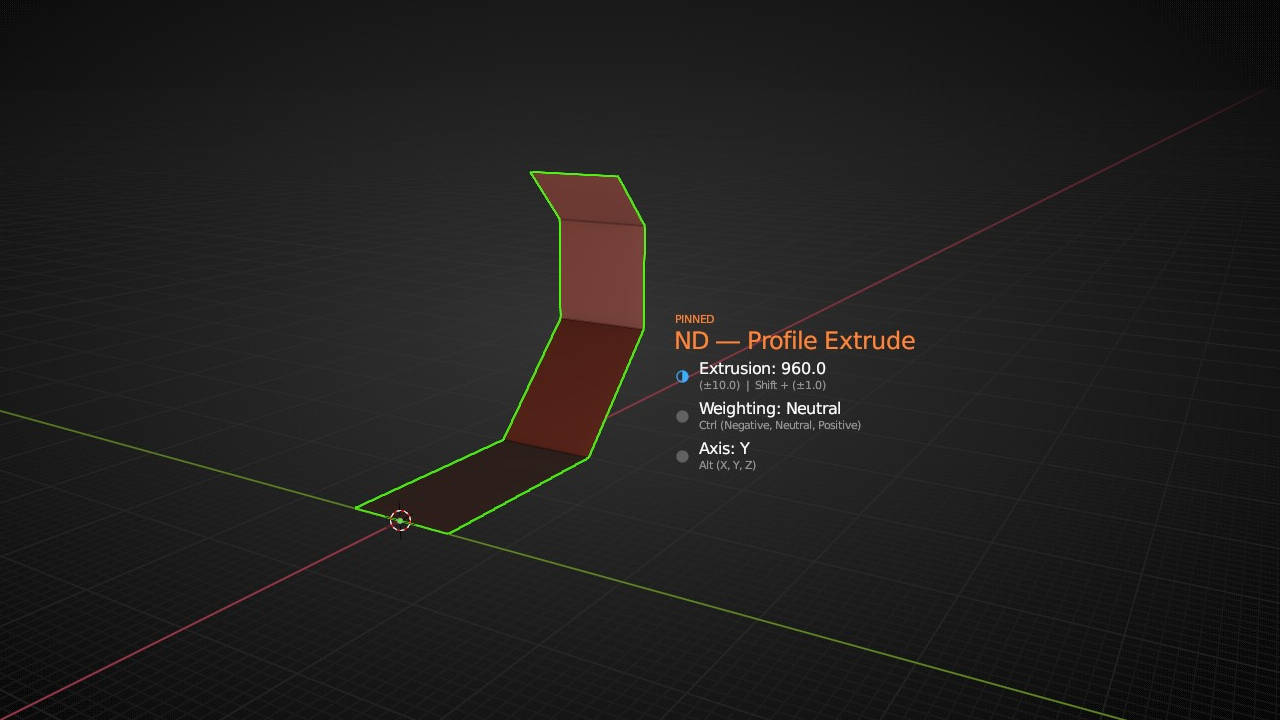 PINNED
ND — Profile Extrude
Extrusion: 960.0
(±10.0) | Shift + (±1.0)
Weighting: Neutral
Ctrl (Negative, Neutral, Positive)
Axis: Y
Alt (X, Y, Z)